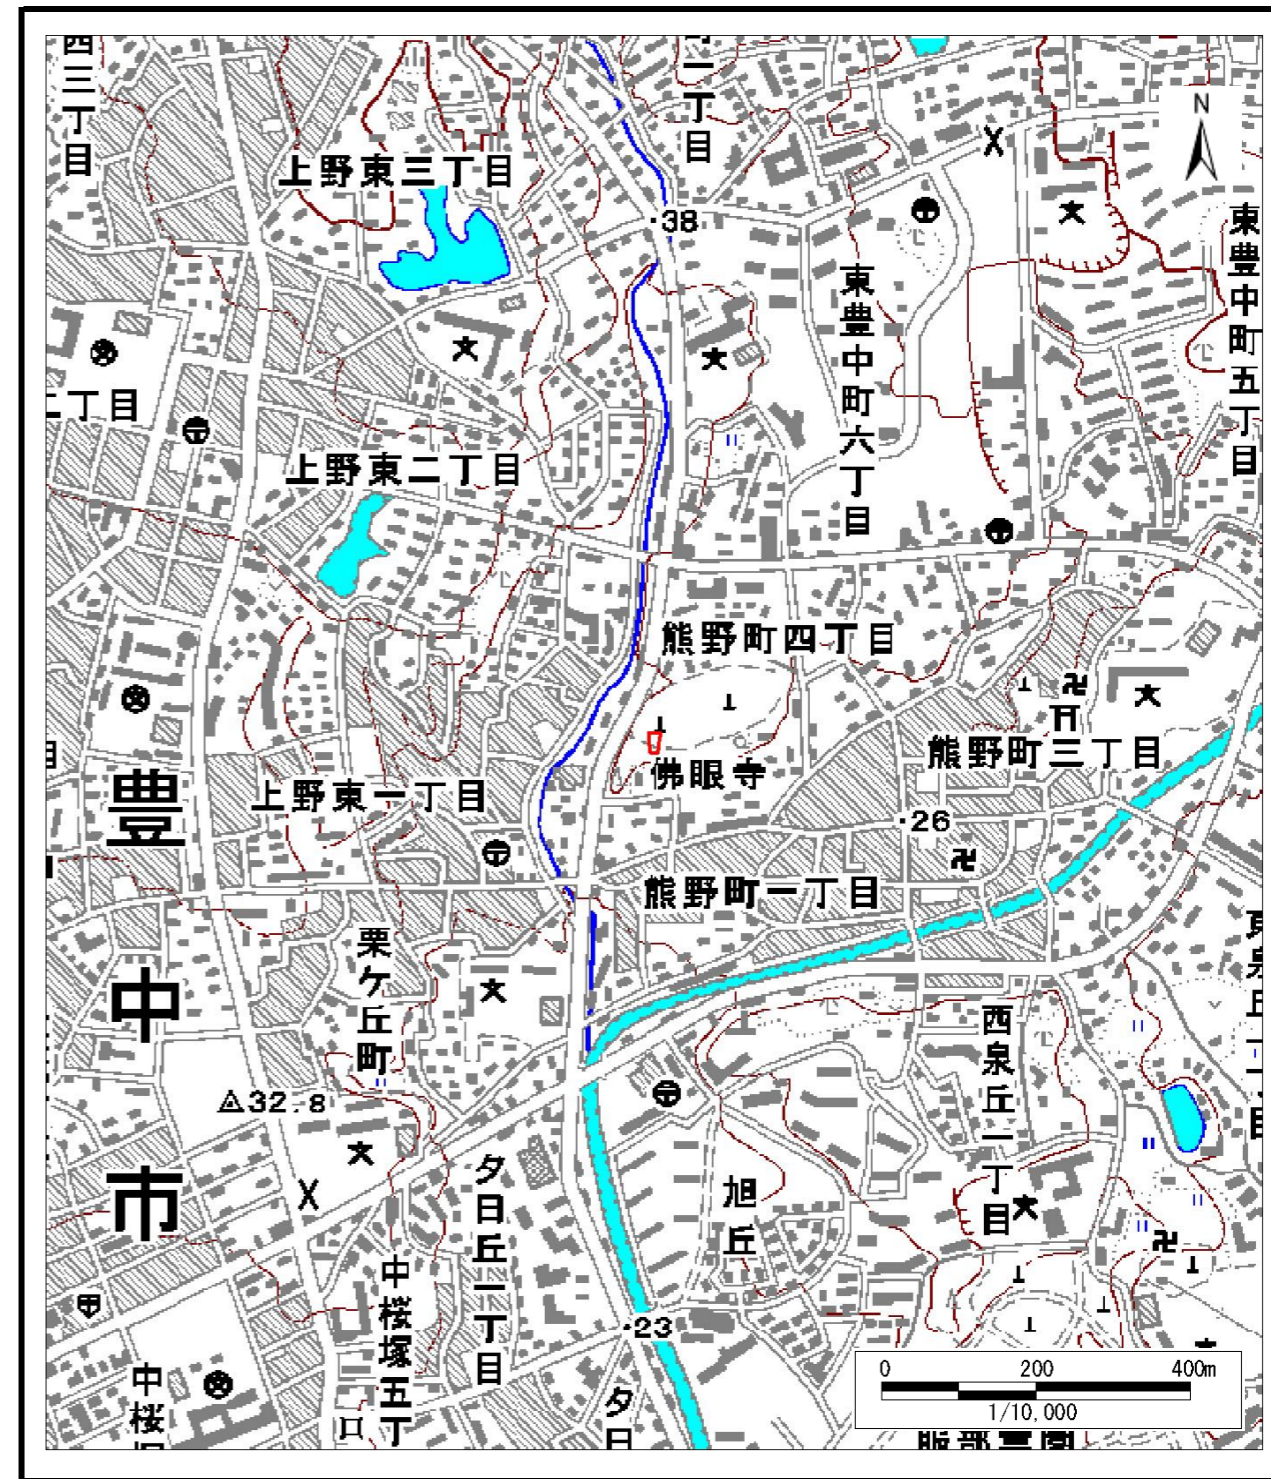 西三丁目
町一丁目
N
上野東三丁目
・38
東豊中町五丁目
東豊中町六丁目
二丁目
上野東二丁目
熊野町四丁目
熊野町三丁目
佛眼寺
上野東一丁目
・26
熊野町一丁目
豊中市
栗ケ丘町
西泉丘一丁目
32.8
夕日丘一丁目
旭丘
中桜塚五丁
・23
中桜
夕日
0 200 400m
1/10,000